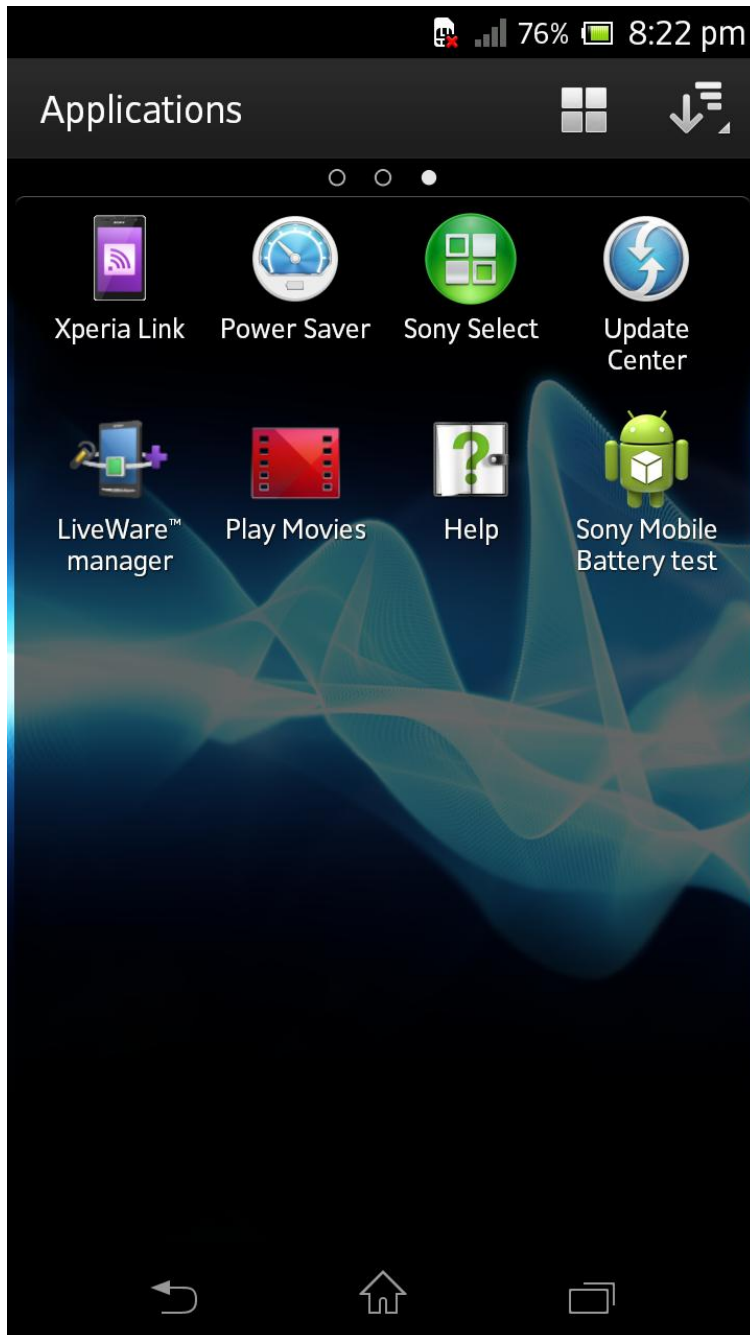 76% 8:22 pm
Applications
Xperia Link Power Saver Sony Select Update Center
LiveWare™ manager Play Movies Help Sony Mobile Battery test